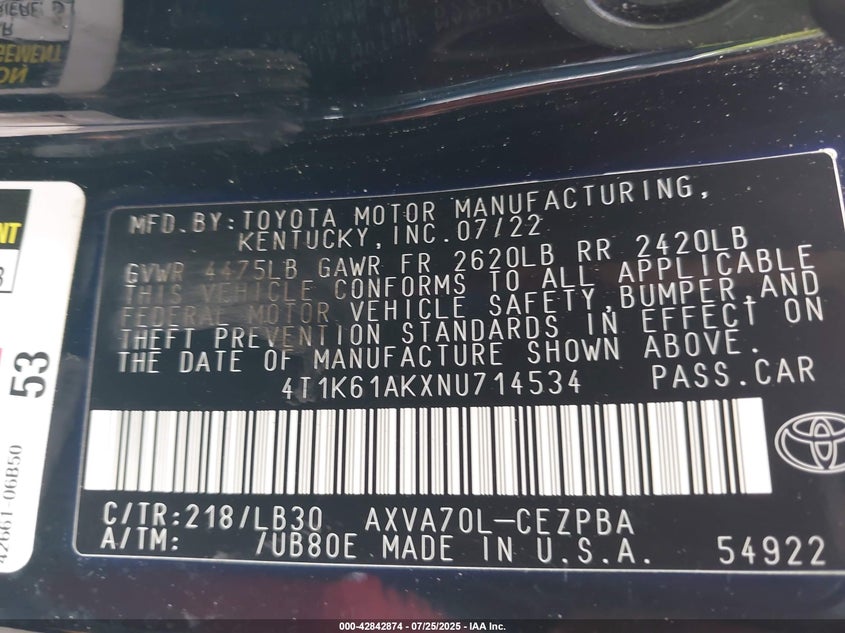 MFD.BY:TOYOTA MOTOR MANUFACTURING,
KENTUCKY,INC.07/22
GVWR 4475LB GAWR FR 2620LB RR 2420LB
THIS VEHICLE CONFORMS TO ALL APPLICABLE
FEDERAL MOTOR VEHICLE SAFETY,BUMPER,AND
THEFT PREVENTION STANDARDS IN EFFECT ON
THE DATE OF MANUFACTURE SHOWN ABOVE.
4T1K61AKXNU714534 PASS.CAR
C/TR:218/LB30 AXVA70L-CEZPBA
A/TM: /UB80E MADE IN U.S.A. 54922
53
42661-06B50
000-42842874 / 07/25/2025 - IAA Inc.